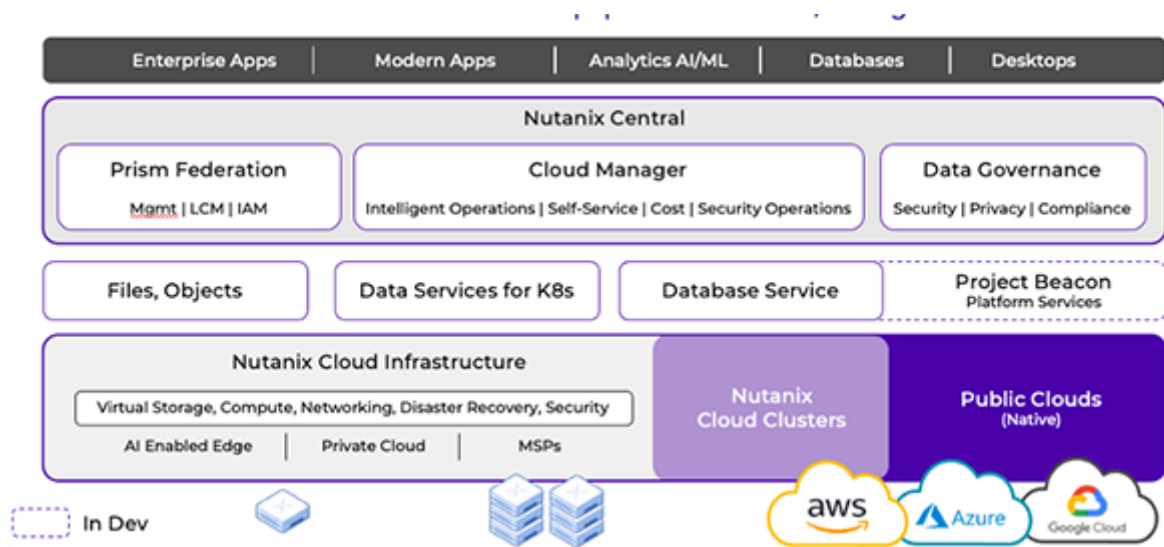 Enterprise Apps | Modern Apps | Analytics AI/ML | Databases | Desktops
Nutanix Central
Prism Federation
Mgmt | LCM | IAM
Cloud Manager
Intelligent Operations | Self-Service | Cost | Security Operations
Data Governance
Security | Privacy | Compliance
Files, Objects
Data Services for K8s
Database Service
Project Beacon
Platform Services
Nutanix Cloud Infrastructure
Virtual Storage, Compute, Networking, Disaster Recovery, Security
AI Enabled Edge | Private Cloud | MSPs
Nutanix
Cloud Clusters
Public Clouds
(Native)
In Dev
aws
Azure
Google Cloud